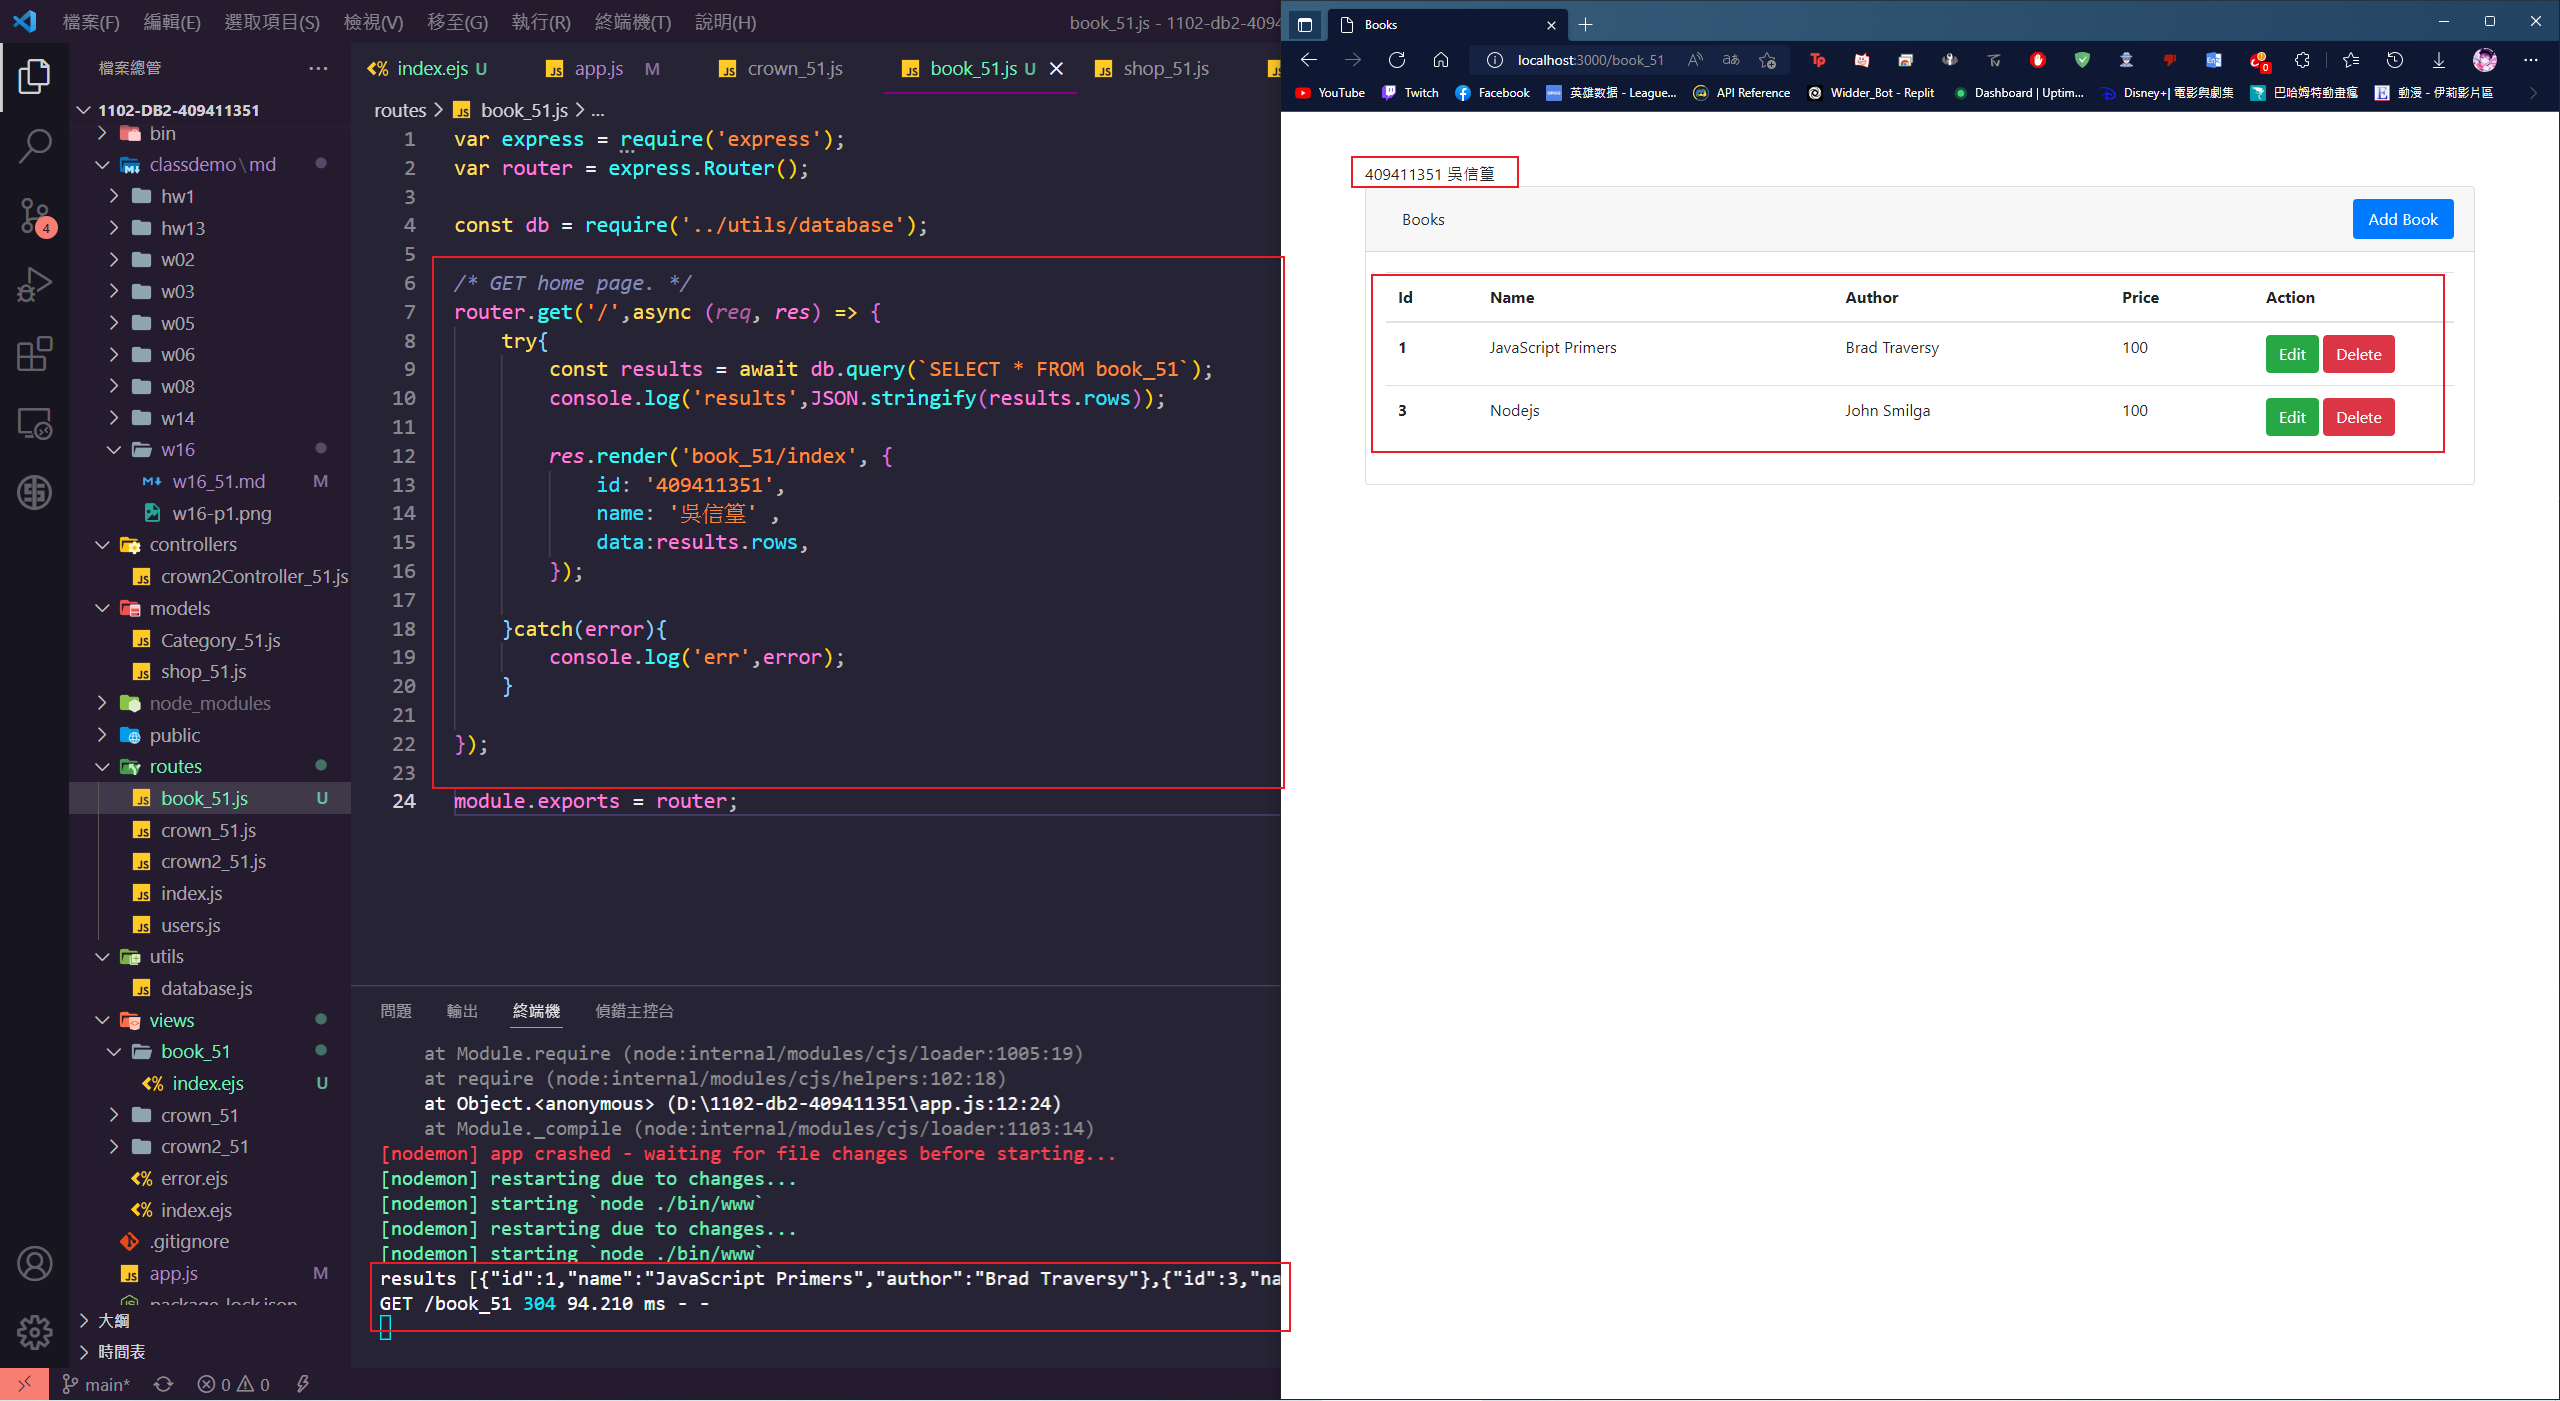 檔案(F) 編輯(E) 選取項目(S) 檢視(V) 移至(G) 執行(R) 終端機(T) 說明(H) book_51.js - 1102-db2-4094
檔案總管 ...
1102-DB2-409411351
bin
classdemo\md
hw1
hw13
w02
w03
w05
w06
w08
w14
w16
w16_51.md M
w16-p1.png
controllers
crown2Controller_51.js
models
Category_51.js
shop_51.js
node_modules
public
routes
book_51.js U
crown_51.js
crown2_51.js
index.js
users.js
utils
database.js
views
book_51
index.ejs U
crown_51
crown2_51
error.ejs
index.ejs
.gitignore
app.js M
package-lock.json
大綱
時間表
4
main* 0 0
index.ejs U app.js M crown_51.js book_51.js U shop_51.js
routes > book_51.js > ...
1 var express = require('express');
2 var router = express.Router();
3
4 const db = require('../utils/database');
5
6 /* GET home page. */
7 router.get('/',async (req, res) => {
8 try{
9 const results = await db.query(`SELECT * FROM book_51`);
10 console.log('results',JSON.stringify(results.rows));
11
12 res.render('book_51/index', {
13 id: '409411351',
14 name: '吳信篁' ,
15 data:results.rows,
16 });
17
18 }catch(error){
19 console.log('err',error);
20 }
21
22 });
23
24 module.exports = router;
問題 輸出 終端機 偵錯主控台
at Module.require (node:internal/modules/cjs/loader:1005:19)
at require (node:internal/modules/cjs/helpers:102:18)
at Object.<anonymous> (D:\1102-db2-409411351\app.js:12:24)
at Module._compile (node:internal/modules/cjs/loader:1103:14)
[nodemon] app crashed - waiting for file changes before starting...
[nodemon] restarting due to changes...
[nodemon] starting `node ./bin/www`
[nodemon] restarting due to changes...
[nodemon] starting `node ./bin/www`
results [{"id":1,"name":"JavaScript Primers","author":"Brad Traversy"},{"id":3,"na
GET /book_51 304 94.210 ms - -
Books
localhost:3000/book_51
YouTube Twitch Facebook 英雄数据 - League... API Reference Widder_Bot - Replit Dashboard | Uptim... Disney+| 電影與劇集 巴哈姆特動畫瘋 動漫 - 伊莉影片區
409411351 吳信篁
Books Add Book
Id Name Author Price Action
1 JavaScript Primers Brad Traversy 100 Edit Delete
3 Nodejs John Smilga 100 Edit Delete